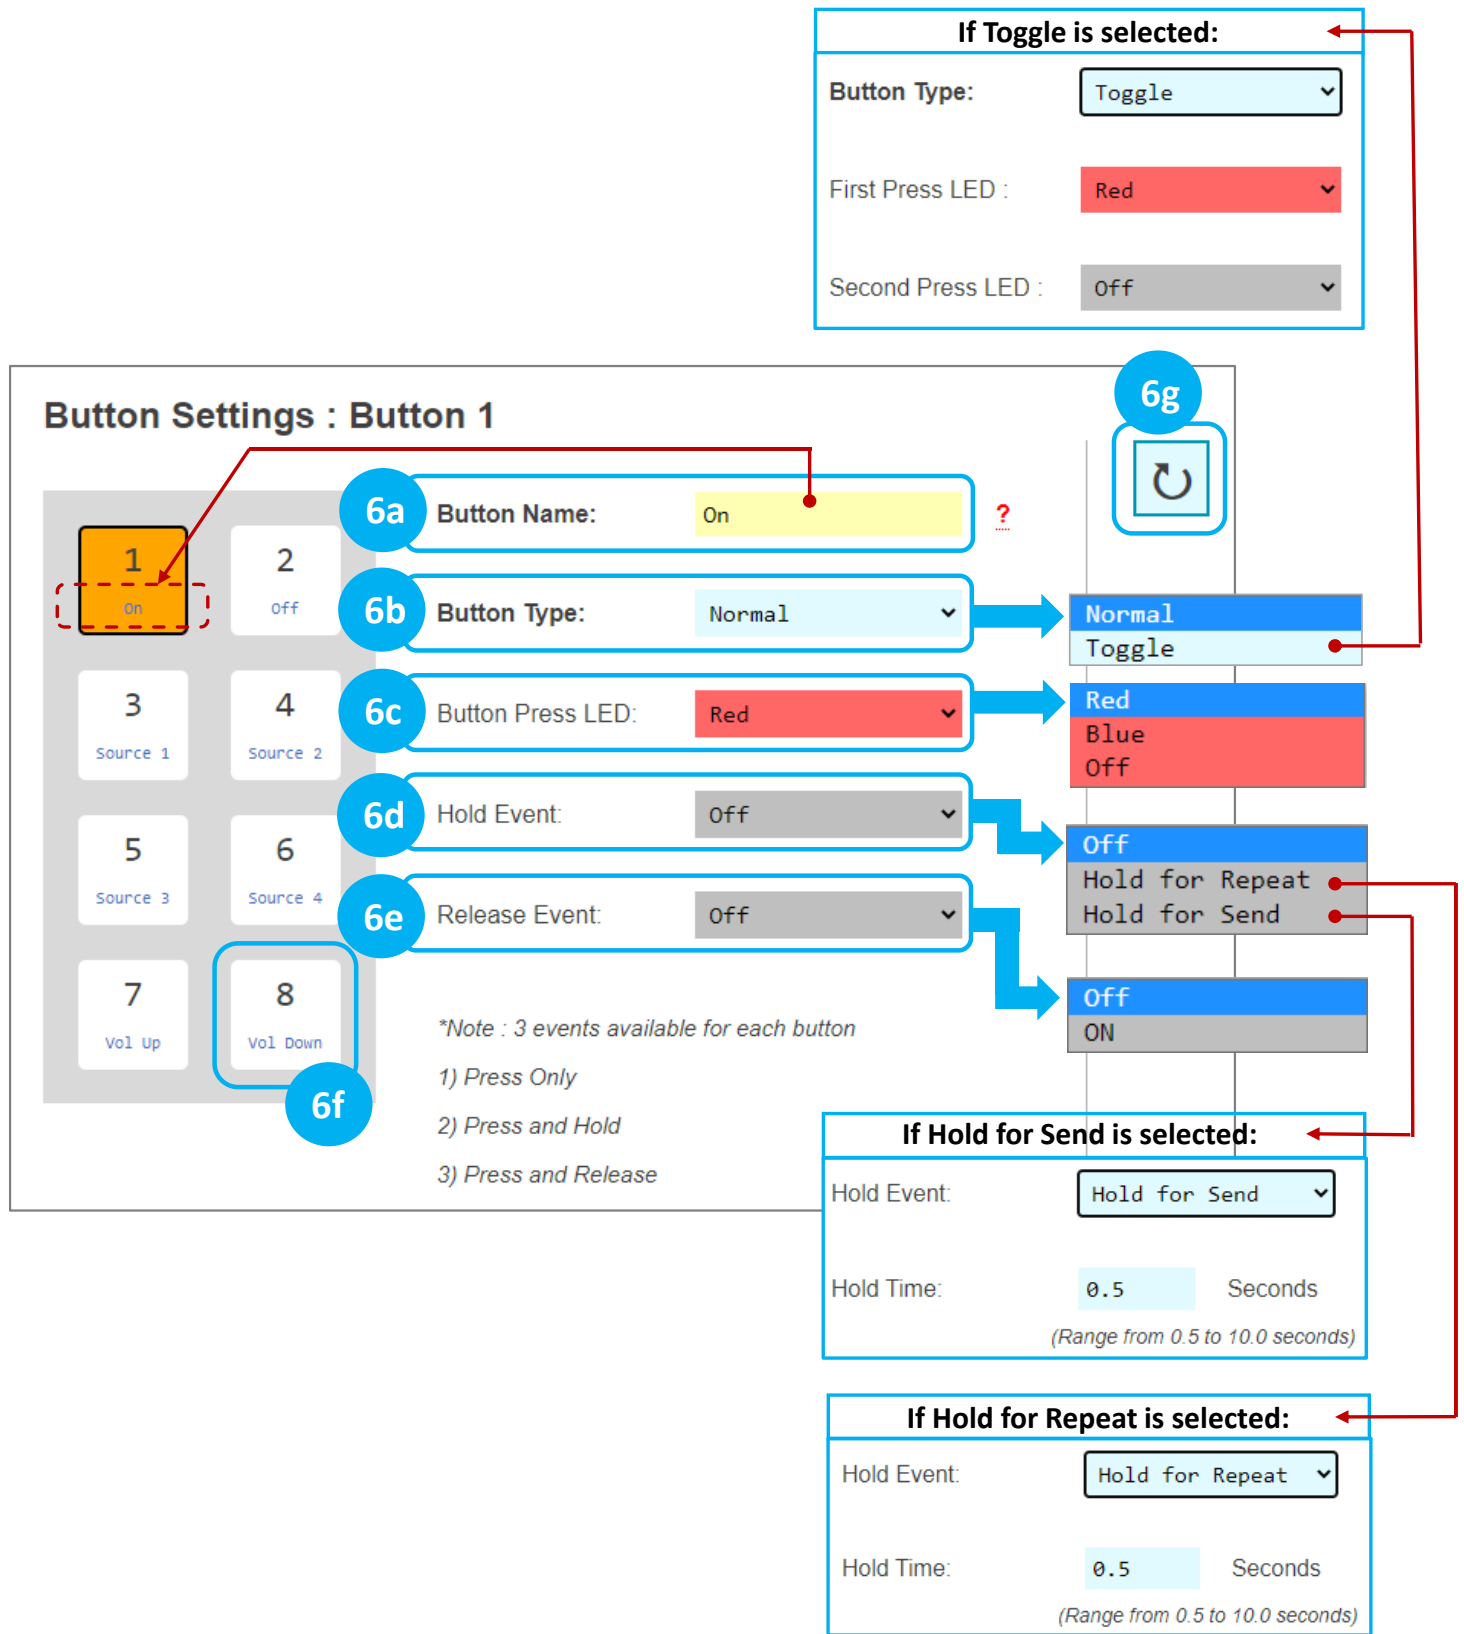 If Toggle is selected:
Button Type: Toggle
First Press LED : Red
Second Press LED : Off
6g
Button Settings : Button 1
↻
6a Button Name: On ?
1
On
2
Off
6b Button Type: Normal
Normal
Toggle
3
Source 1
4
Source 2
6c Button Press LED: Red
Red
Blue
Off
6d Hold Event: Off
Off
Hold for Repeat
Hold for Send
5
Source 3
6
Source 4
6e Release Event: Off
Off
ON
7
Vol Up
8
Vol Down
6f
*Note : 3 events available for each button
1) Press Only
2) Press and Hold
3) Press and Release
If Hold for Send is selected:
Hold Event: Hold for Send
Hold Time: 0.5 Seconds
(Range from 0.5 to 10.0 seconds)
If Hold for Repeat is selected:
Hold Event: Hold for Repeat
Hold Time: 0.5 Seconds
(Range from 0.5 to 10.0 seconds)